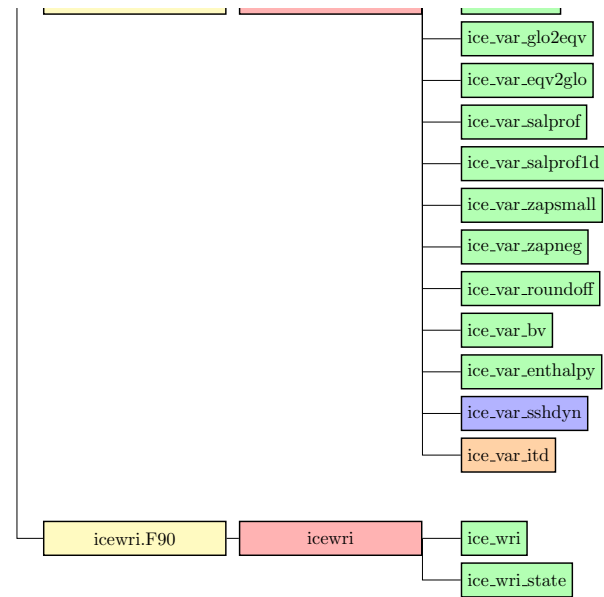 ice_var_glo2eqv
ice_var_eqv2glo
ice_var_salprof
ice_var_salprof1d
ice_var_zapsmall
ice_var_zapneg
ice_var_roundoff
ice_var_bv
ice_var_enthalpy
ice_var_sshdyn
ice_var_itd
icewri.F90 icewri ice_wri
ice_wri_state